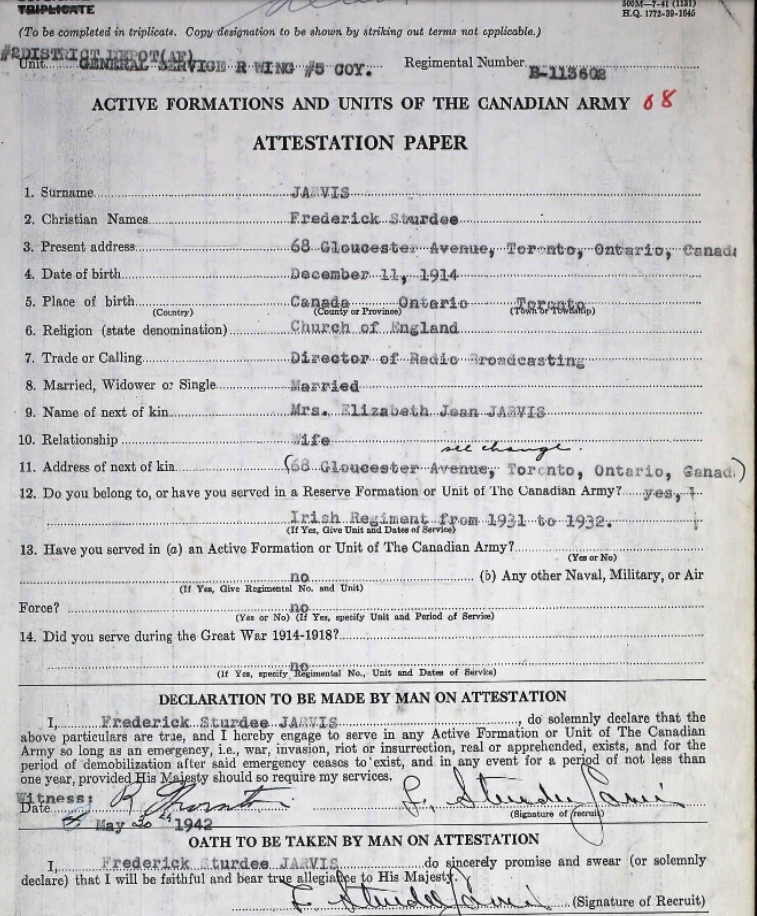 TRIPLICATE
500M—7-41 (1131)
H.Q. 1772-39-1645
(To be completed in triplicate. Copy designation to be shown by striking out terms not applicable.)
#2DISTRICT DEPOT(AF)
Unit GENERAL SERVICE R WING #5 COY. Regimental Number B-113602
ACTIVE FORMATIONS AND UNITS OF THE CANADIAN ARMY 68
ATTESTATION PAPER
1. Surname JARVIS
2. Christian Names Frederick Sturdee
3. Present address 68 Gloucester Avenue, Toronto, Ontario, Canada
4. Date of birth December 11, 1914
5. Place of birth Canada Ontario Toronto
(Country) (County or Province) (Town or Township)
6. Religion (state denomination) Church of England
7. Trade or Calling Director of Radio Broadcasting
8. Married, Widower or Single Married
9. Name of next of kin Mrs. Elizabeth Jean JARVIS
10. Relationship Wife
see change.
11. Address of next of kin (68 Gloucester Avenue, Toronto, Ontario, Canad.)
12. Do you belong to, or have you served in a Reserve Formation or Unit of The Canadian Army? yes,
Irish Regiment from 1931 to 1932.
(If Yes, Give Unit and Dates of Service)
13. Have you served in (a) an Active Formation or Unit of The Canadian Army?
(Yes or No)
no (b) Any other Naval, Military, or Air
(If Yes, Give Regimental No. and Unit)
Force? no
(Yes or No) (If Yes, specify Unit and Period of Service)
14. Did you serve during the Great War 1914-1918?
no
(If Yes, specify Regimental No., Unit and Dates of Service)
DECLARATION TO BE MADE BY MAN ON ATTESTATION
I, Frederick Sturdee JARVIS, do solemnly declare that the
above particulars are true, and I hereby engage to serve in any Active Formation or Unit of The Canadian
Army so long as an emergency, i.e., war, invasion, riot or insurrection, real or apprehended, exists, and for the
period of demobilization after said emergency ceases to exist, and in any event for a period of not less than
one year, provided His Majesty should so require my services.
Witness:
Date F. Sturdee Jarvis
(Signature of recruit)
May 1942
OATH TO BE TAKEN BY MAN ON ATTESTATION
I, Frederick Sturdee JARVIS do sincerely promise and swear (or solemnly
declare) that I will be faithful and bear true allegiance to His Majesty.
F. Sturdee Jarvis (Signature of Recruit)